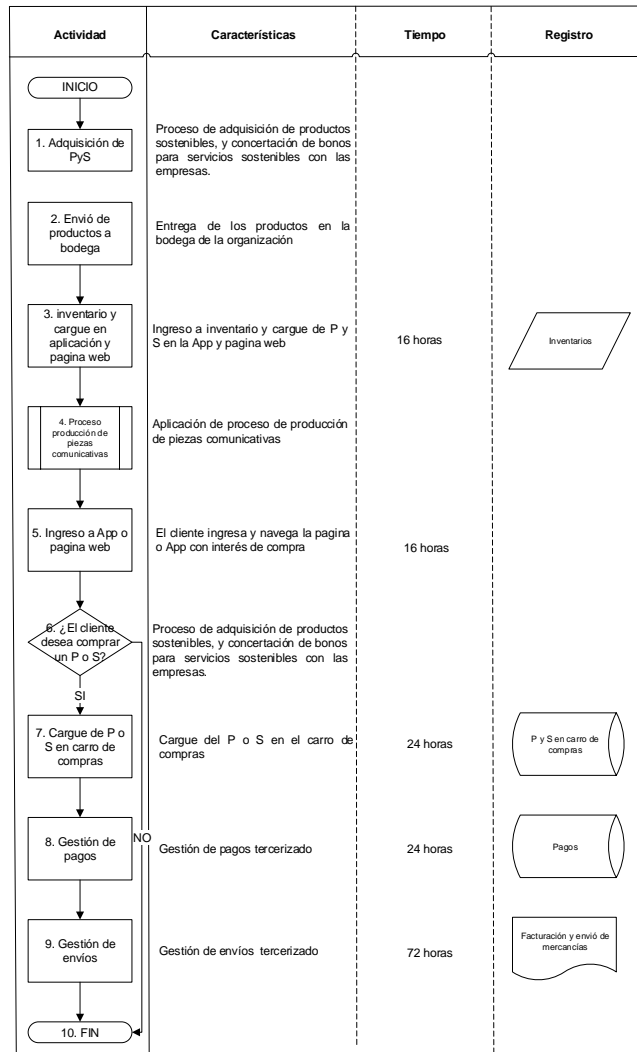 Actividad
Características
Tiempo
Registro
INICIO
1. Adquisición de
PyS
Proceso de adquisición de productos
sostenibles, y concertación de bonos
para servicios sostenibles con las
empresas.
2. Envió de
productos a
bodega
Entrega de los productos en la
bodega de la organización
3. inventario y
cargue en
aplicación y
pagina web
Ingreso a inventario y cargue de P y
S en la App y pagina web
16 horas
Inventarios
4. Proceso
producción de
piezas
comunicativas
Aplicación de proceso de producción
de piezas comunicativas
5. Ingreso a App o
pagina web
El cliente ingresa y navega la pagina
o App con interés de compra
16 horas
6. ¿El cliente
desea comprar
un P o S?
Proceso de adquisición de productos
sostenibles, y concertación de bonos
para servicios sostenibles con las
empresas.
SI
7. Cargue de P o
S en carro de
compras
Cargue del P o S en el carro de
compras
24 horas
P y S en carro de
compras
8. Gestión de
pagos
NO
Gestión de pagos tercerizado
24 horas
Pagos
9. Gestión de
envíos
Gestión de envíos tercerizado
72 horas
Facturación y envió de
mercancías
10. FIN